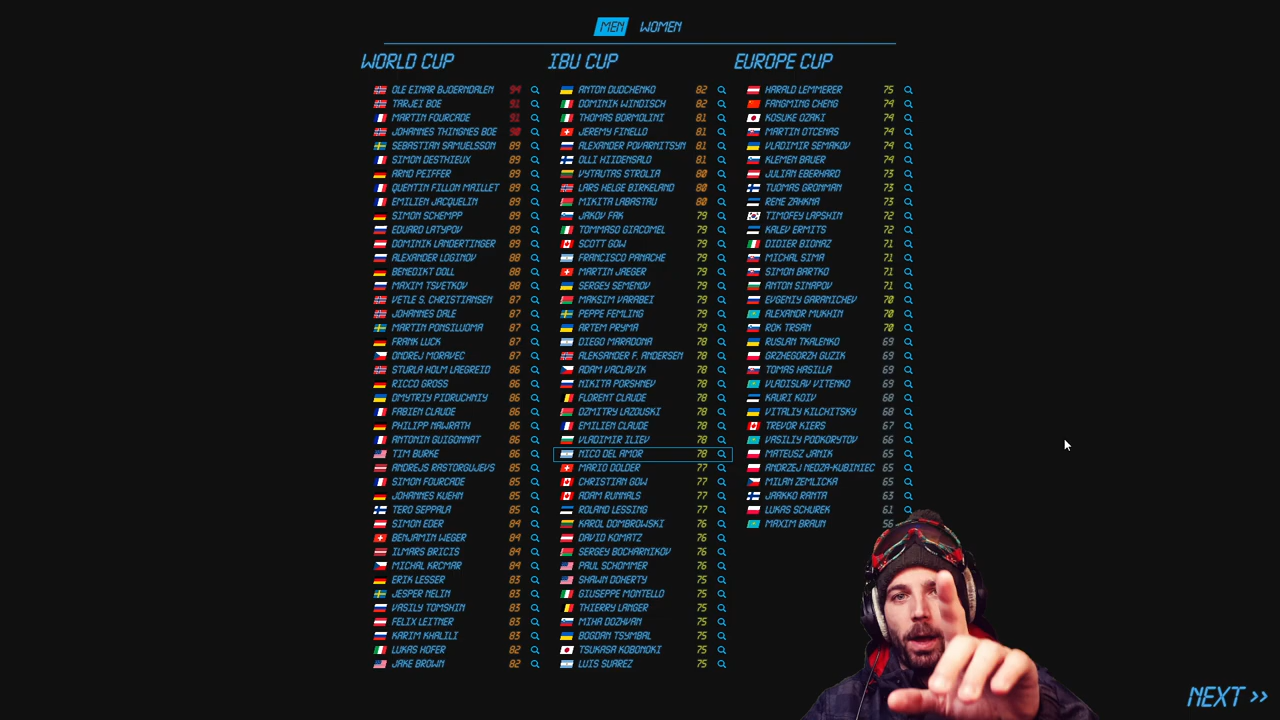 MEN WOMEN
WORLD CUP
OLE EINAR BJOERNDALEN 94
TARJEI BOE 91
MARTIN FOURCADE 91
JOHANNES THINGNES BOE 90
SEBASTIAN SAMUELSSON 89
SIMON DESTHIEUX 89
ARND PEIFFER 89
QUENTIN FILLON MAILLET 89
EMILIEN JACQUELIN 89
SIMON SCHEMPP 89
EDUARD LATYPOV 89
DOMINIK LANDERTINGER 89
ALEXANDER LOGINOV 88
BENEDIKT DOLL 88
MAXIM TSVETKOV 88
VETLE S. CHRISTIANSEN 87
JOHANNES DALE 87
MARTIN PONSILUOMA 87
FRANK LUCK 87
ONDREJ MORAVEC 87
STURLA HOLM LAEGREID 86
RICCO GROSS 86
DMYTRIY PIDRUCHNIY 86
FABIEN CLAUDE 86
PHILIPP NAWRATH 86
ANTONIN GUIGONNAT 86
TIM BURKE 86
ANDREJS RASTORGUJEVS 85
SIMON FOURCADE 85
JOHANNES KUEHN 85
TERO SEPPALA 85
SIMON EDER 84
BENJAMIN WEGER 84
ILMARS BRICIS 84
MICHAL KRCMAR 84
ERIK LESSER 83
JESPER NELIN 83
VASILY TOMSHIN 83
FELIX LEITNER 83
KARIM KHALILI 83
LUKAS HOFER 82
JAKE BROWN 82
IBU CUP
ANTON DUDCHENKO 82
DOMINIK WINDISCH 82
THOMAS BORMOLINI 81
JEREMY FINELLO 81
ALEXANDER POVARNITSYN 81
OLLI HIIDENSALO 81
VYTAUTAS STROLIA 80
LARS HELGE BIRKELAND 80
MIKITA LABASTAU 80
JAKOV FAK 79
TOMMASO GIACOMEL 79
SCOTT GOW 79
FRANCISCO PANACHE 79
MARTIN JAEGER 79
SERGEY SEMENOV 79
MAKSIM VARABEI 79
PEPPE FEMLING 79
ARTEM PRYMA 79
DIEGO MARADONA 78
ALEKSANDER F. ANDERSEN 78
ADAM VACLAVIK 78
NIKITA PORSHNEV 78
FLORENT CLAUDE 78
DZMITRY LAZOUSKI 78
EMILIEN CLAUDE 78
VLADIMIR ILIEV 78
NICO DEL AMOR 78
MARIO DOLDER 77
CHRISTIAN GOW 77
ADAM RUNNALS 77
ROLAND LESSING 77
KAROL DOMBROWSKI 76
DAVID KOMATZ 76
SERGEY BOCHARNIKOV 76
PAUL SCHOMMER 76
SHAWN DOHERTY 75
GIUSEPPE MONTELLO 75
THIERRY LANGER 75
MIHA DOZHVAN 75
BOGDAN TSYMBAL 75
TSUKASA KOBONOKI 75
LUIS SUAREZ 75
EUROPE CUP
HARALD LEMMERER 75
FANGMING CHENG 74
KOSUKE OZAKI 74
MARTIN OTCENAS 74
VLADIMIR SEMAKOV 74
KLEMEN BAUER 74
JULIAN EBERHARD 73
TUOMAS GRONMAN 73
RENE ZAHKNA 73
TIMOFEY LAPSHIN 72
KALEV ERMITS 72
DIDIER BIONAZ 71
MICHAL SIMA 71
SIMON BARTKO 71
ANTON SINAPOV 71
EVGENIY GARANICHEV 70
ALEXANDR MUKHIN 70
ROK TRSAN 70
RUSLAN TKALENKO 69
GRZHEGORZH GUZIK 69
TOMAS HASILLA 69
VLADISLAV VITENKO 69
KAURI KOIV 68
VITALIY KILCHITSKY 68
TREVOR KIERS 67
VASILIY PODKORYTOV 66
MATEUSZ JANIK 65
ANDRZEJ NEDZA-KUBINIEC 65
MILAN ZEMLICKA 65
JAAKKO RANTA 63
LUKAS SCHUREK 61
MAXIM BRAUN 56
NEXT >>